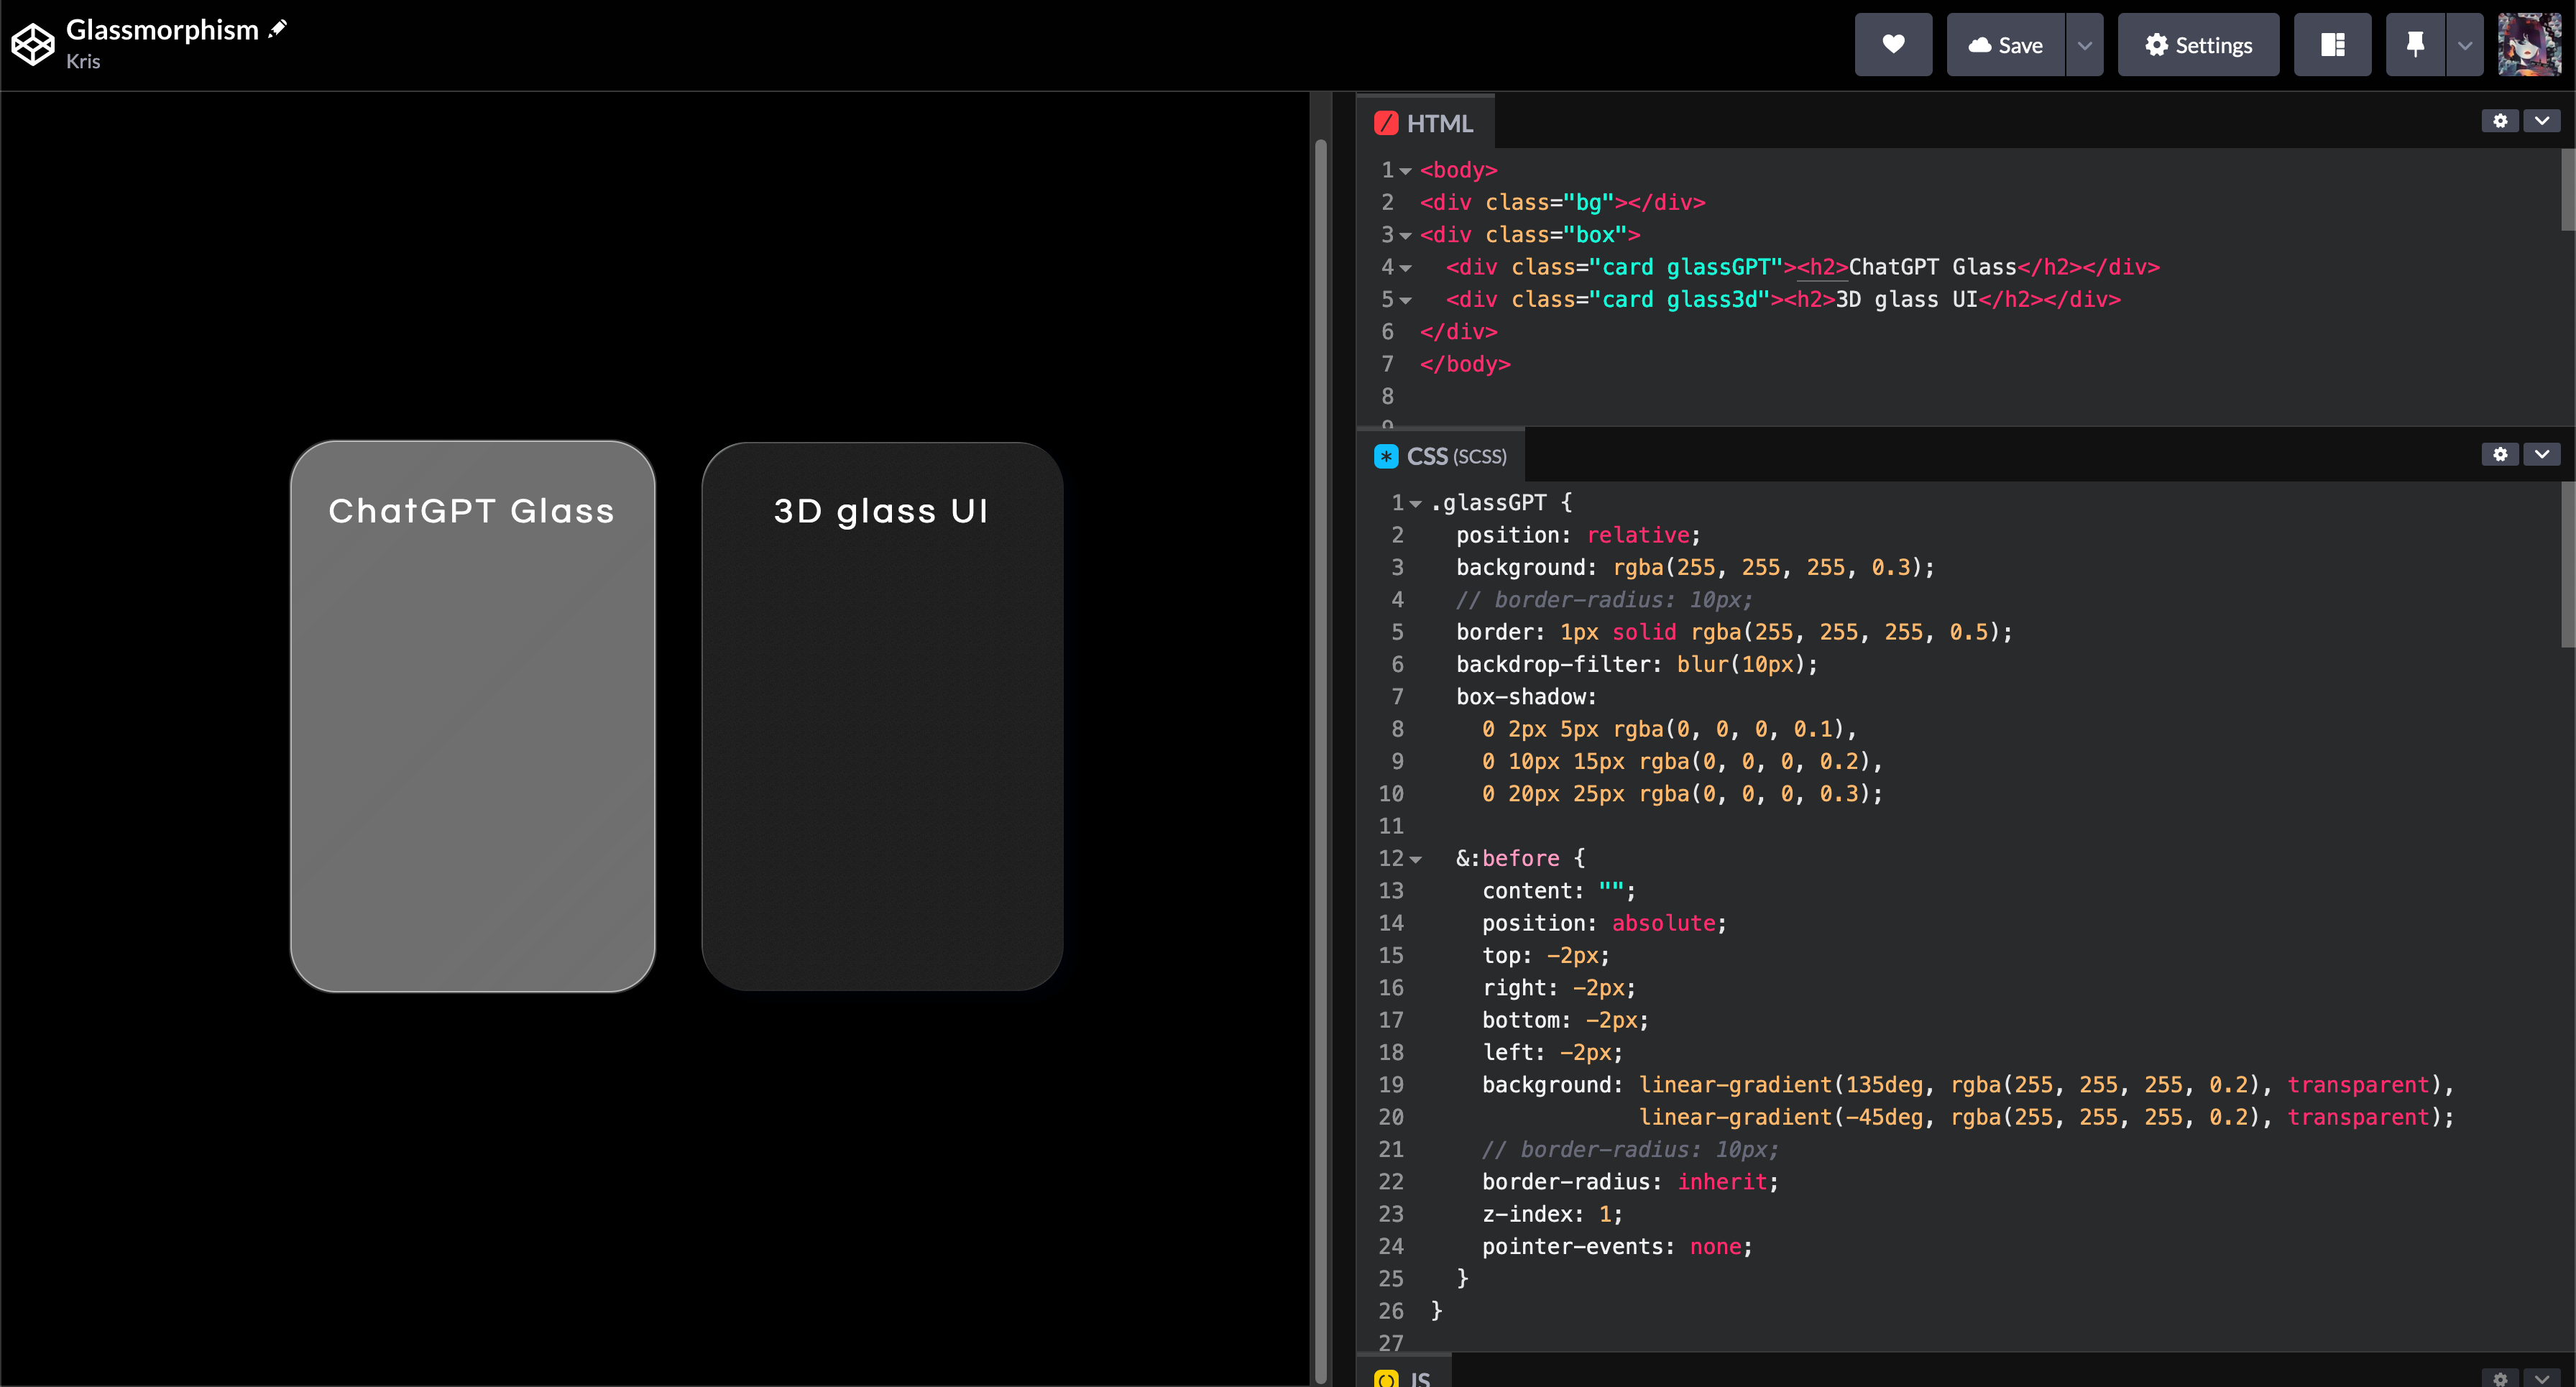 Glassmorphism
Kris
Save
Settings
ChatGPT Glass
3D glass UI
HTML
1 <body>
2 <div class="bg"></div>
3 <div class="box">
4 <div class="card glassGPT"><h2>ChatGPT Glass</h2></div>
5 <div class="card glass3d"><h2>3D glass UI</h2></div>
6 </div>
7 </body>
8
9
CSS (SCSS)
1 .glassGPT {
2 position: relative;
3 background: rgba(255, 255, 255, 0.3);
4 // border-radius: 10px;
5 border: 1px solid rgba(255, 255, 255, 0.5);
6 backdrop-filter: blur(10px);
7 box-shadow:
8 0 2px 5px rgba(0, 0, 0, 0.1),
9 0 10px 15px rgba(0, 0, 0, 0.2),
10 0 20px 25px rgba(0, 0, 0, 0.3);
11
12 &:before {
13 content: "";
14 position: absolute;
15 top: -2px;
16 right: -2px;
17 bottom: -2px;
18 left: -2px;
19 background: linear-gradient(135deg, rgba(255, 255, 255, 0.2), transparent),
20 linear-gradient(-45deg, rgba(255, 255, 255, 0.2), transparent);
21 // border-radius: 10px;
22 border-radius: inherit;
23 z-index: 1;
24 pointer-events: none;
25 }
26 }
27
JS